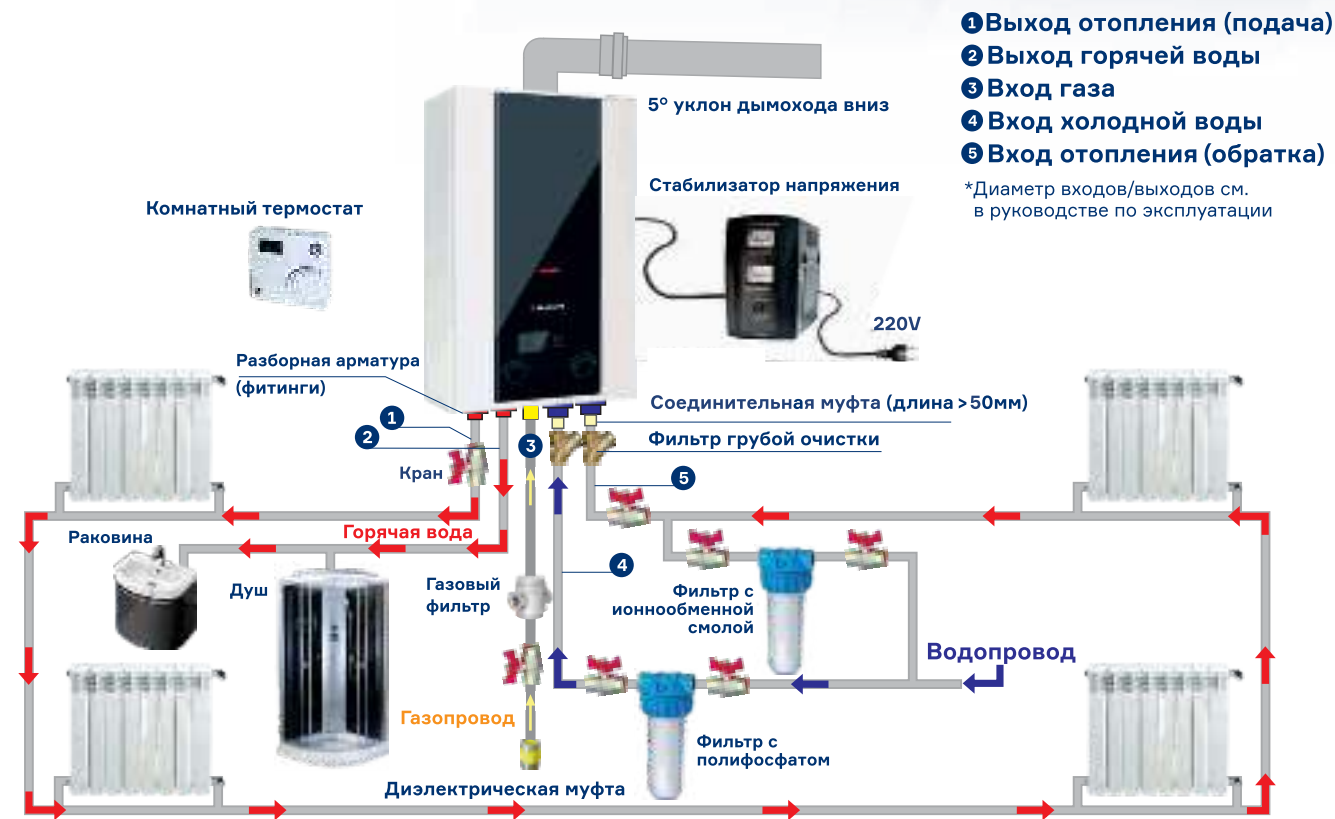 1 Выход отопления (подача)
2 Выход горячей воды
3 Вход газа
4 Вход холодной воды
5 Вход отопления (обратка)
*Диаметр входов/выходов см.
в руководстве по эксплуатации
5° уклон дымохода вниз
Стабилизатор напряжения
220V
Комнатный термостат
Разборная арматура
(фитинги)
1
2
3
Кран
Соединительная муфта (длина >50мм)
Фильтр грубой очистки
5
Горячая вода
Раковина
Душ
Газовый
фильтр
4
Фильтр с
ионнообменной
смолой
Водопровод
Газопровод
Фильтр с
полифосфатом
Диэлектрическая муфта